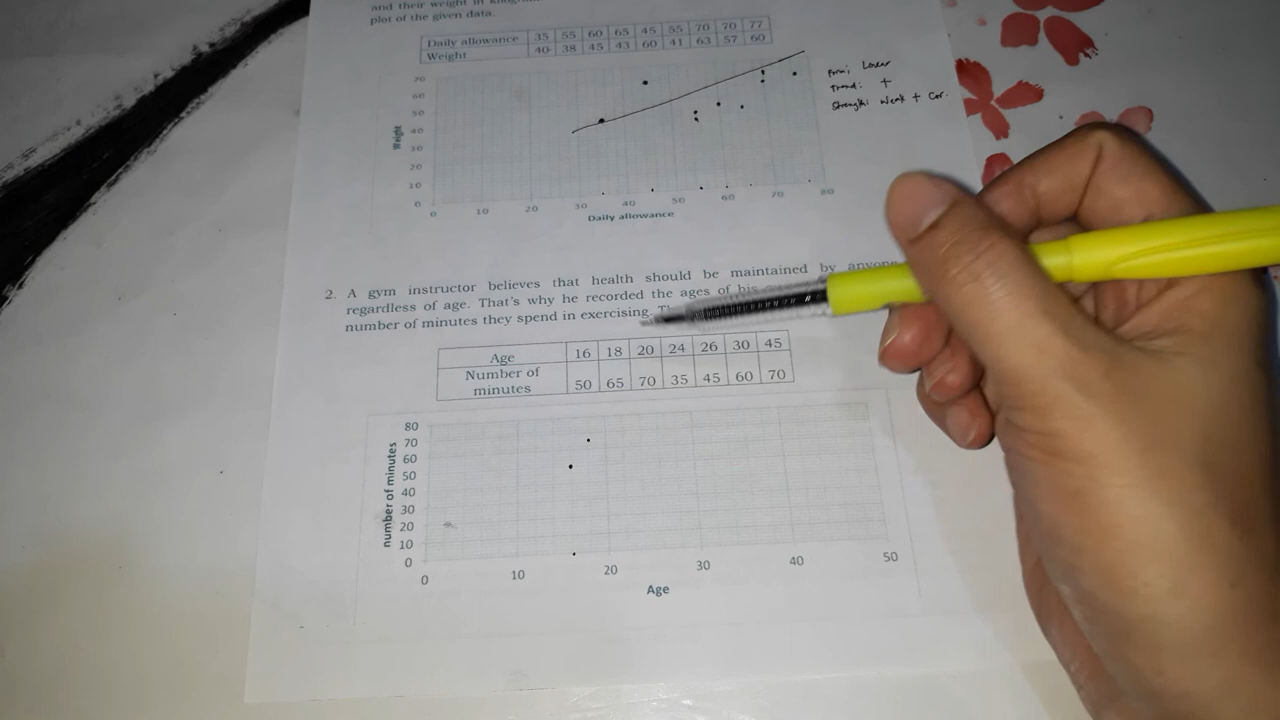 and their weight in
plot of the given data.
Daily allowance 35 55 60 65 45 55 70 70 77
Weight 40 38 45 43 60 41 63 57 60
70
60
50
40
30
20
10
0
Weight
0 10 20 30 40 50 60 70 80
Daily allowance
Form: Linear
Trend: +
Strength: Weak + Cor.
2. A gym instructor believes that health should be maintained by anyone
regardless of age. That's why he recorded the ages of his
number of minutes they spend in exercising.
Age 16 18 20 24 26 30 45
Number of
minutes 50 65 70 35 45 60 70
80
70
60
50
40
30
20
10
0
number of minutes
0 10 20 30 40 50
Age